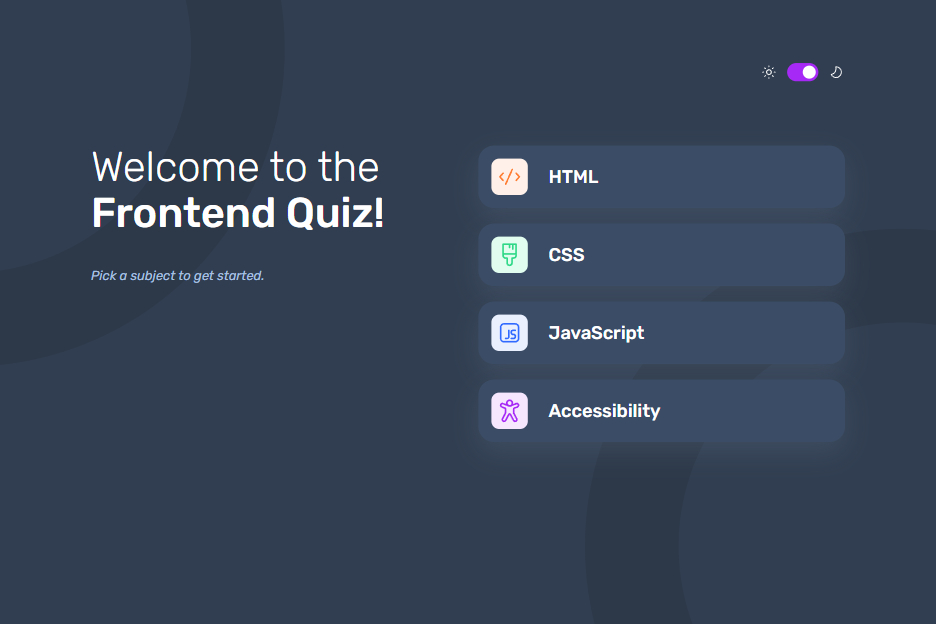 Welcome to the
Frontend Quiz!
Pick a subject to get started.
HTML
CSS
JS
JavaScript
Accessibility